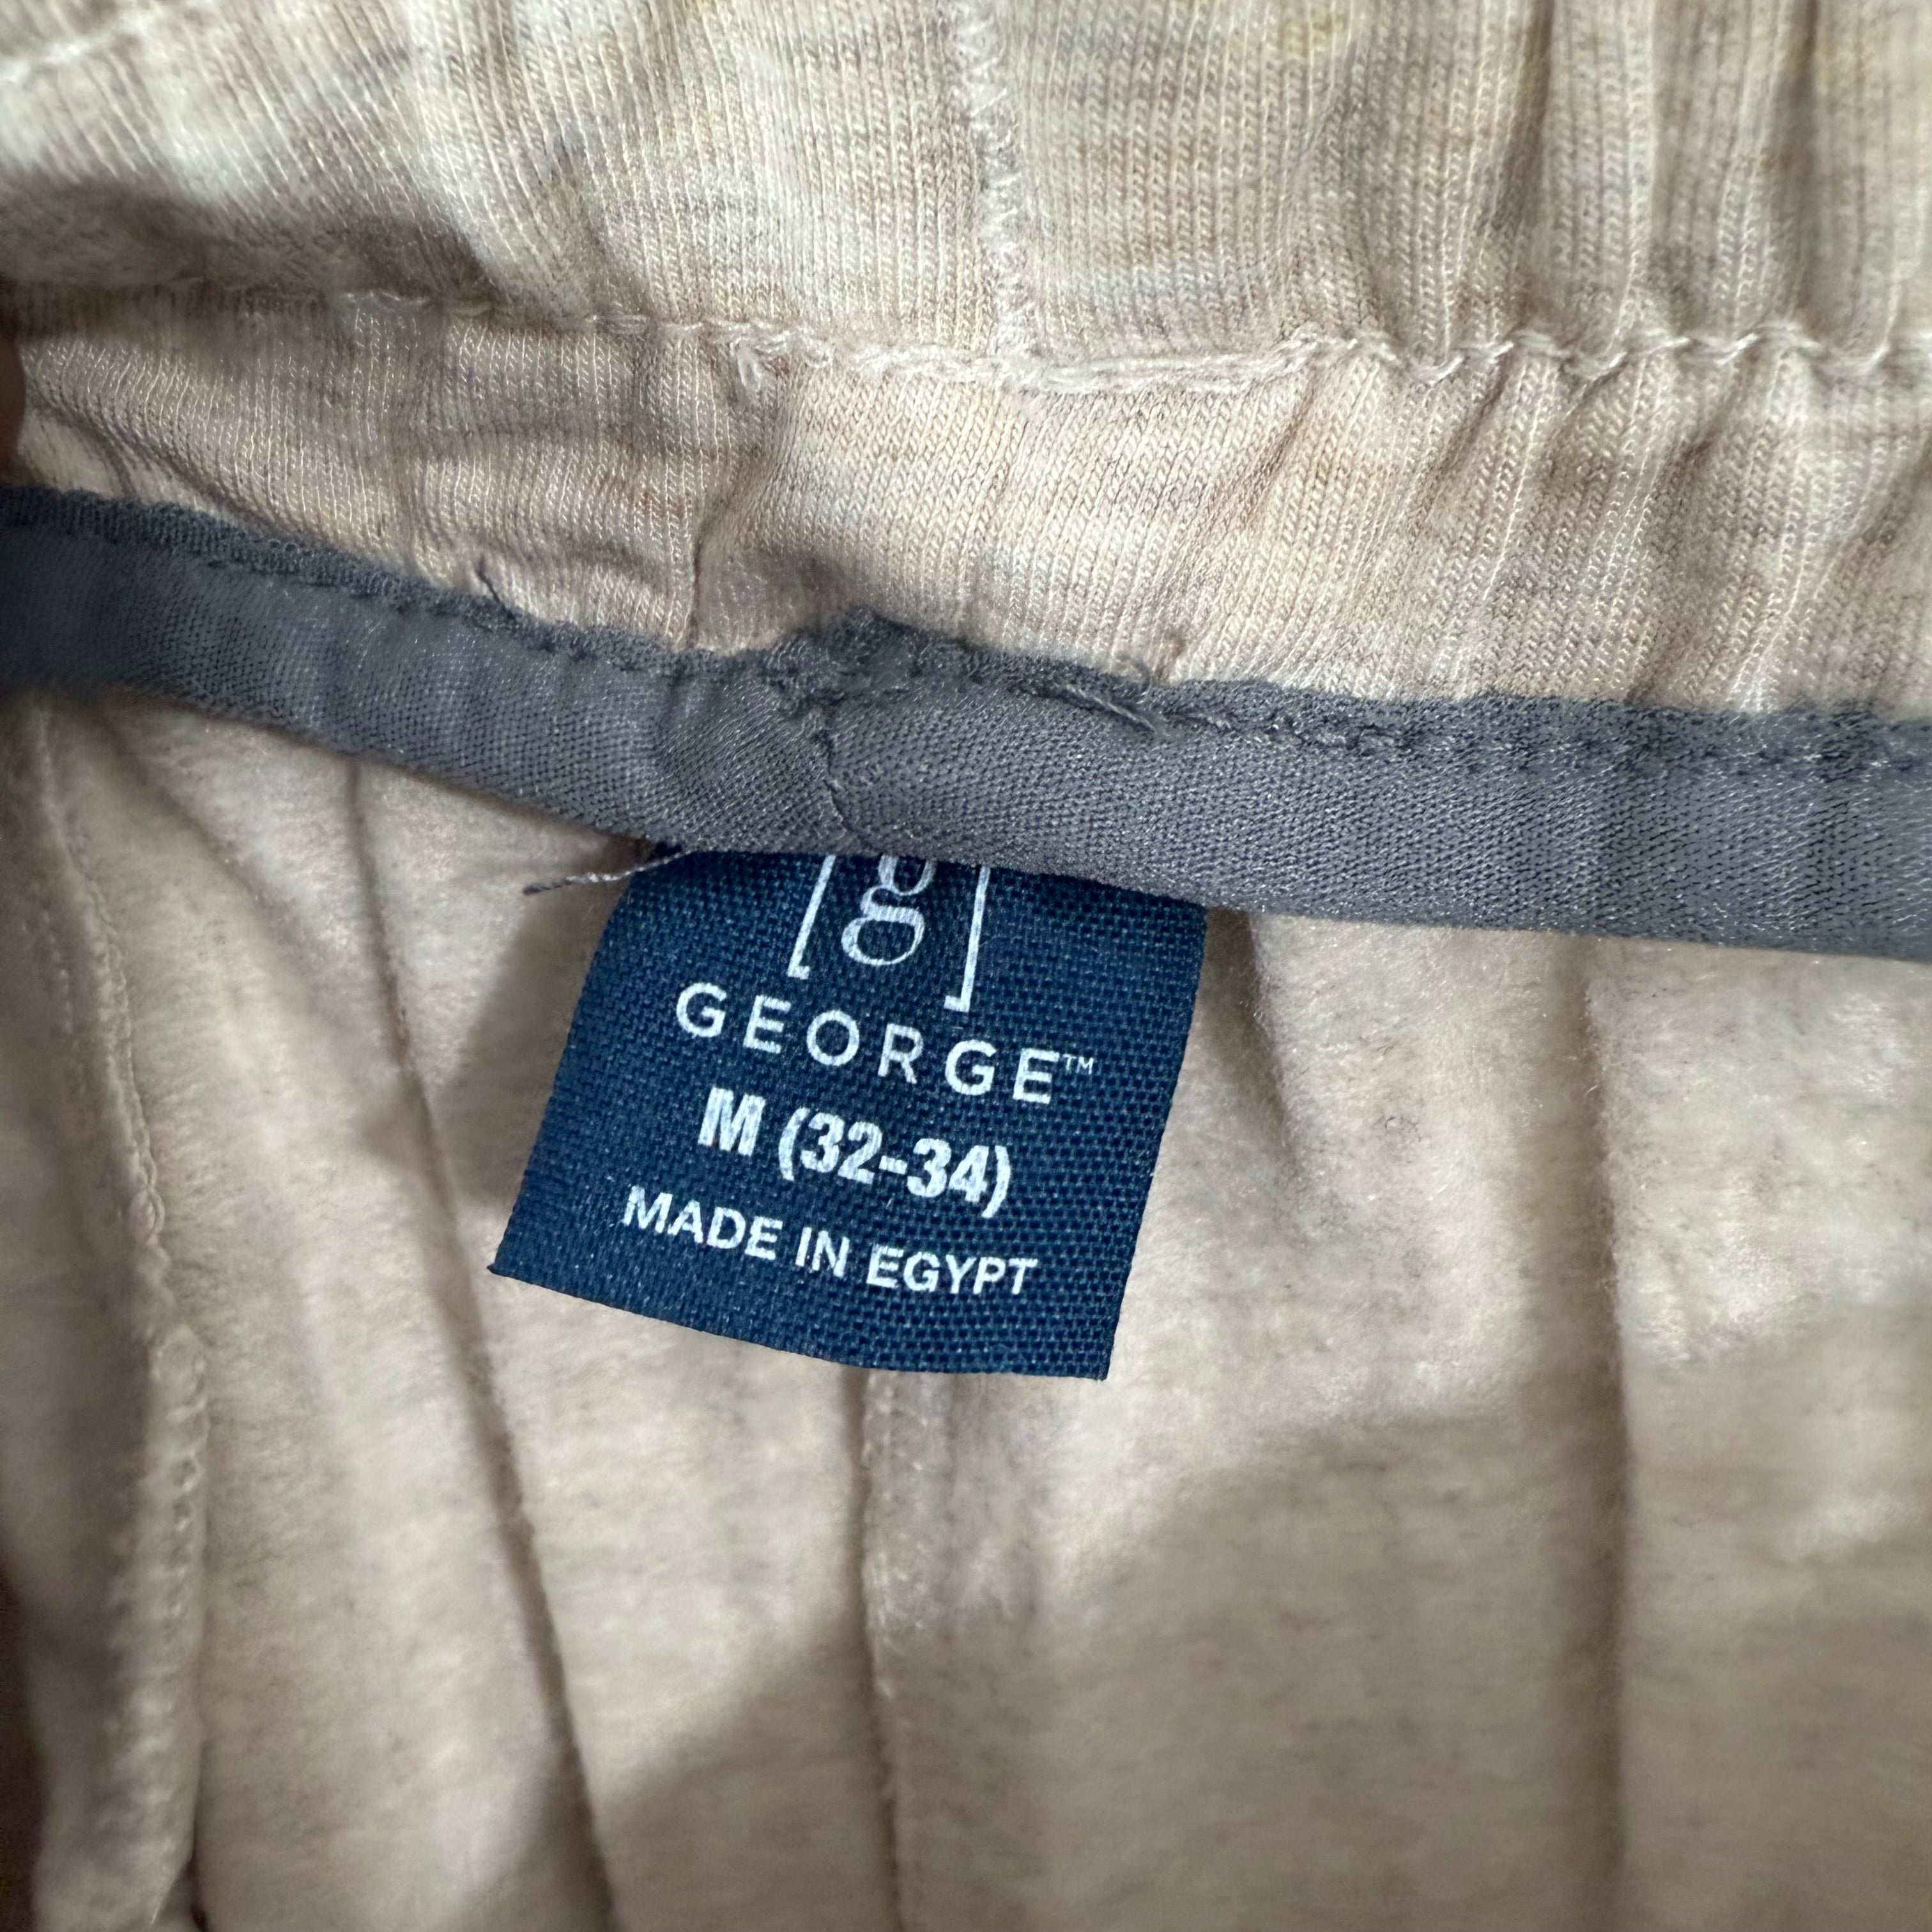 [g]
GEORGE™
M (32-34)
MADE IN EGYPT